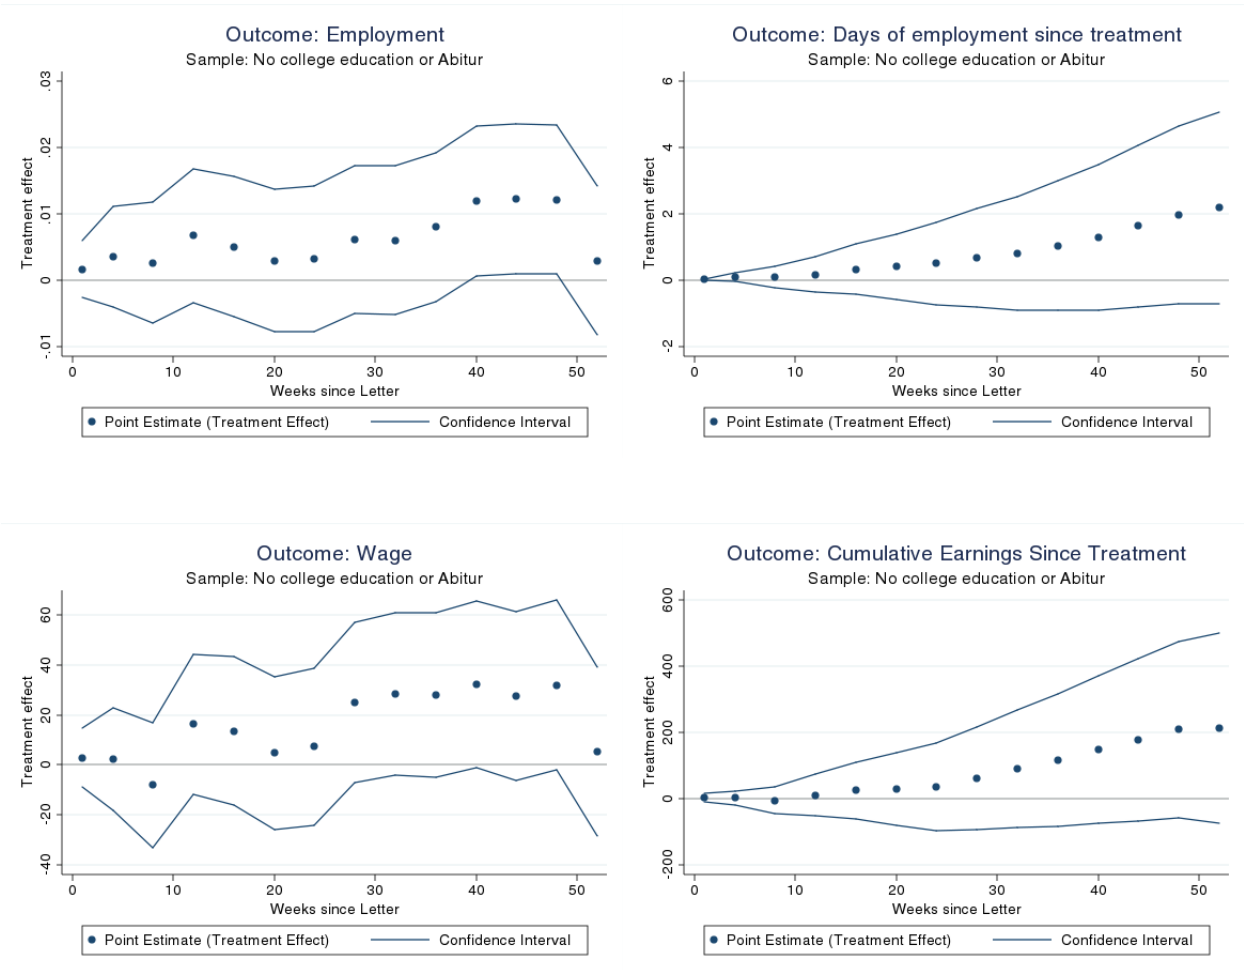 Outcome: Employment
Sample: No college education or Abitur
Treatment effect
.03
.02
.01
0
-.01
0 10 20 30 40 50
Weeks since Letter
Point Estimate (Treatment Effect) Confidence Interval
Outcome: Days of employment since treatment
Sample: No college education or Abitur
Treatment effect
6
4
2
0
-2
0 10 20 30 40 50
Weeks since Letter
Point Estimate (Treatment Effect) Confidence Interval
Outcome: Wage
Sample: No college education or Abitur
Treatment effect
60
40
20
0
-20
-40
0 10 20 30 40 50
Weeks since Letter
Point Estimate (Treatment Effect) Confidence Interval
Outcome: Cumulative Earnings Since Treatment
Sample: No college education or Abitur
Treatment effect
600
400
200
0
-200
0 10 20 30 40 50
Weeks since Letter
Point Estimate (Treatment Effect) Confidence Interval